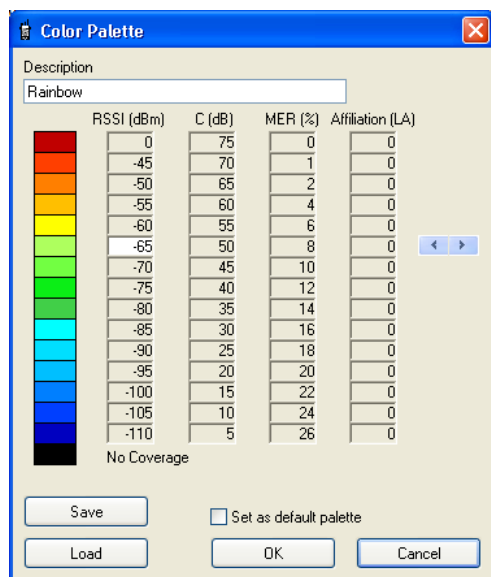 Color Palette
Description
Rainbow
RSSI (dBm) C (dB) MER (%) Affiliation (LA)
0 75 0 0
-45 70 1 0
-50 65 2 0
-55 60 4 0
-60 55 6 0
-65 50 8 0
-70 45 10 0
-75 40 12 0
-80 35 14 0
-85 30 16 0
-90 25 18 0
-95 20 20 0
-100 15 22 0
-105 10 24 0
-110 5 26 0
No Coverage
Save Set as default palette
Load OK Cancel